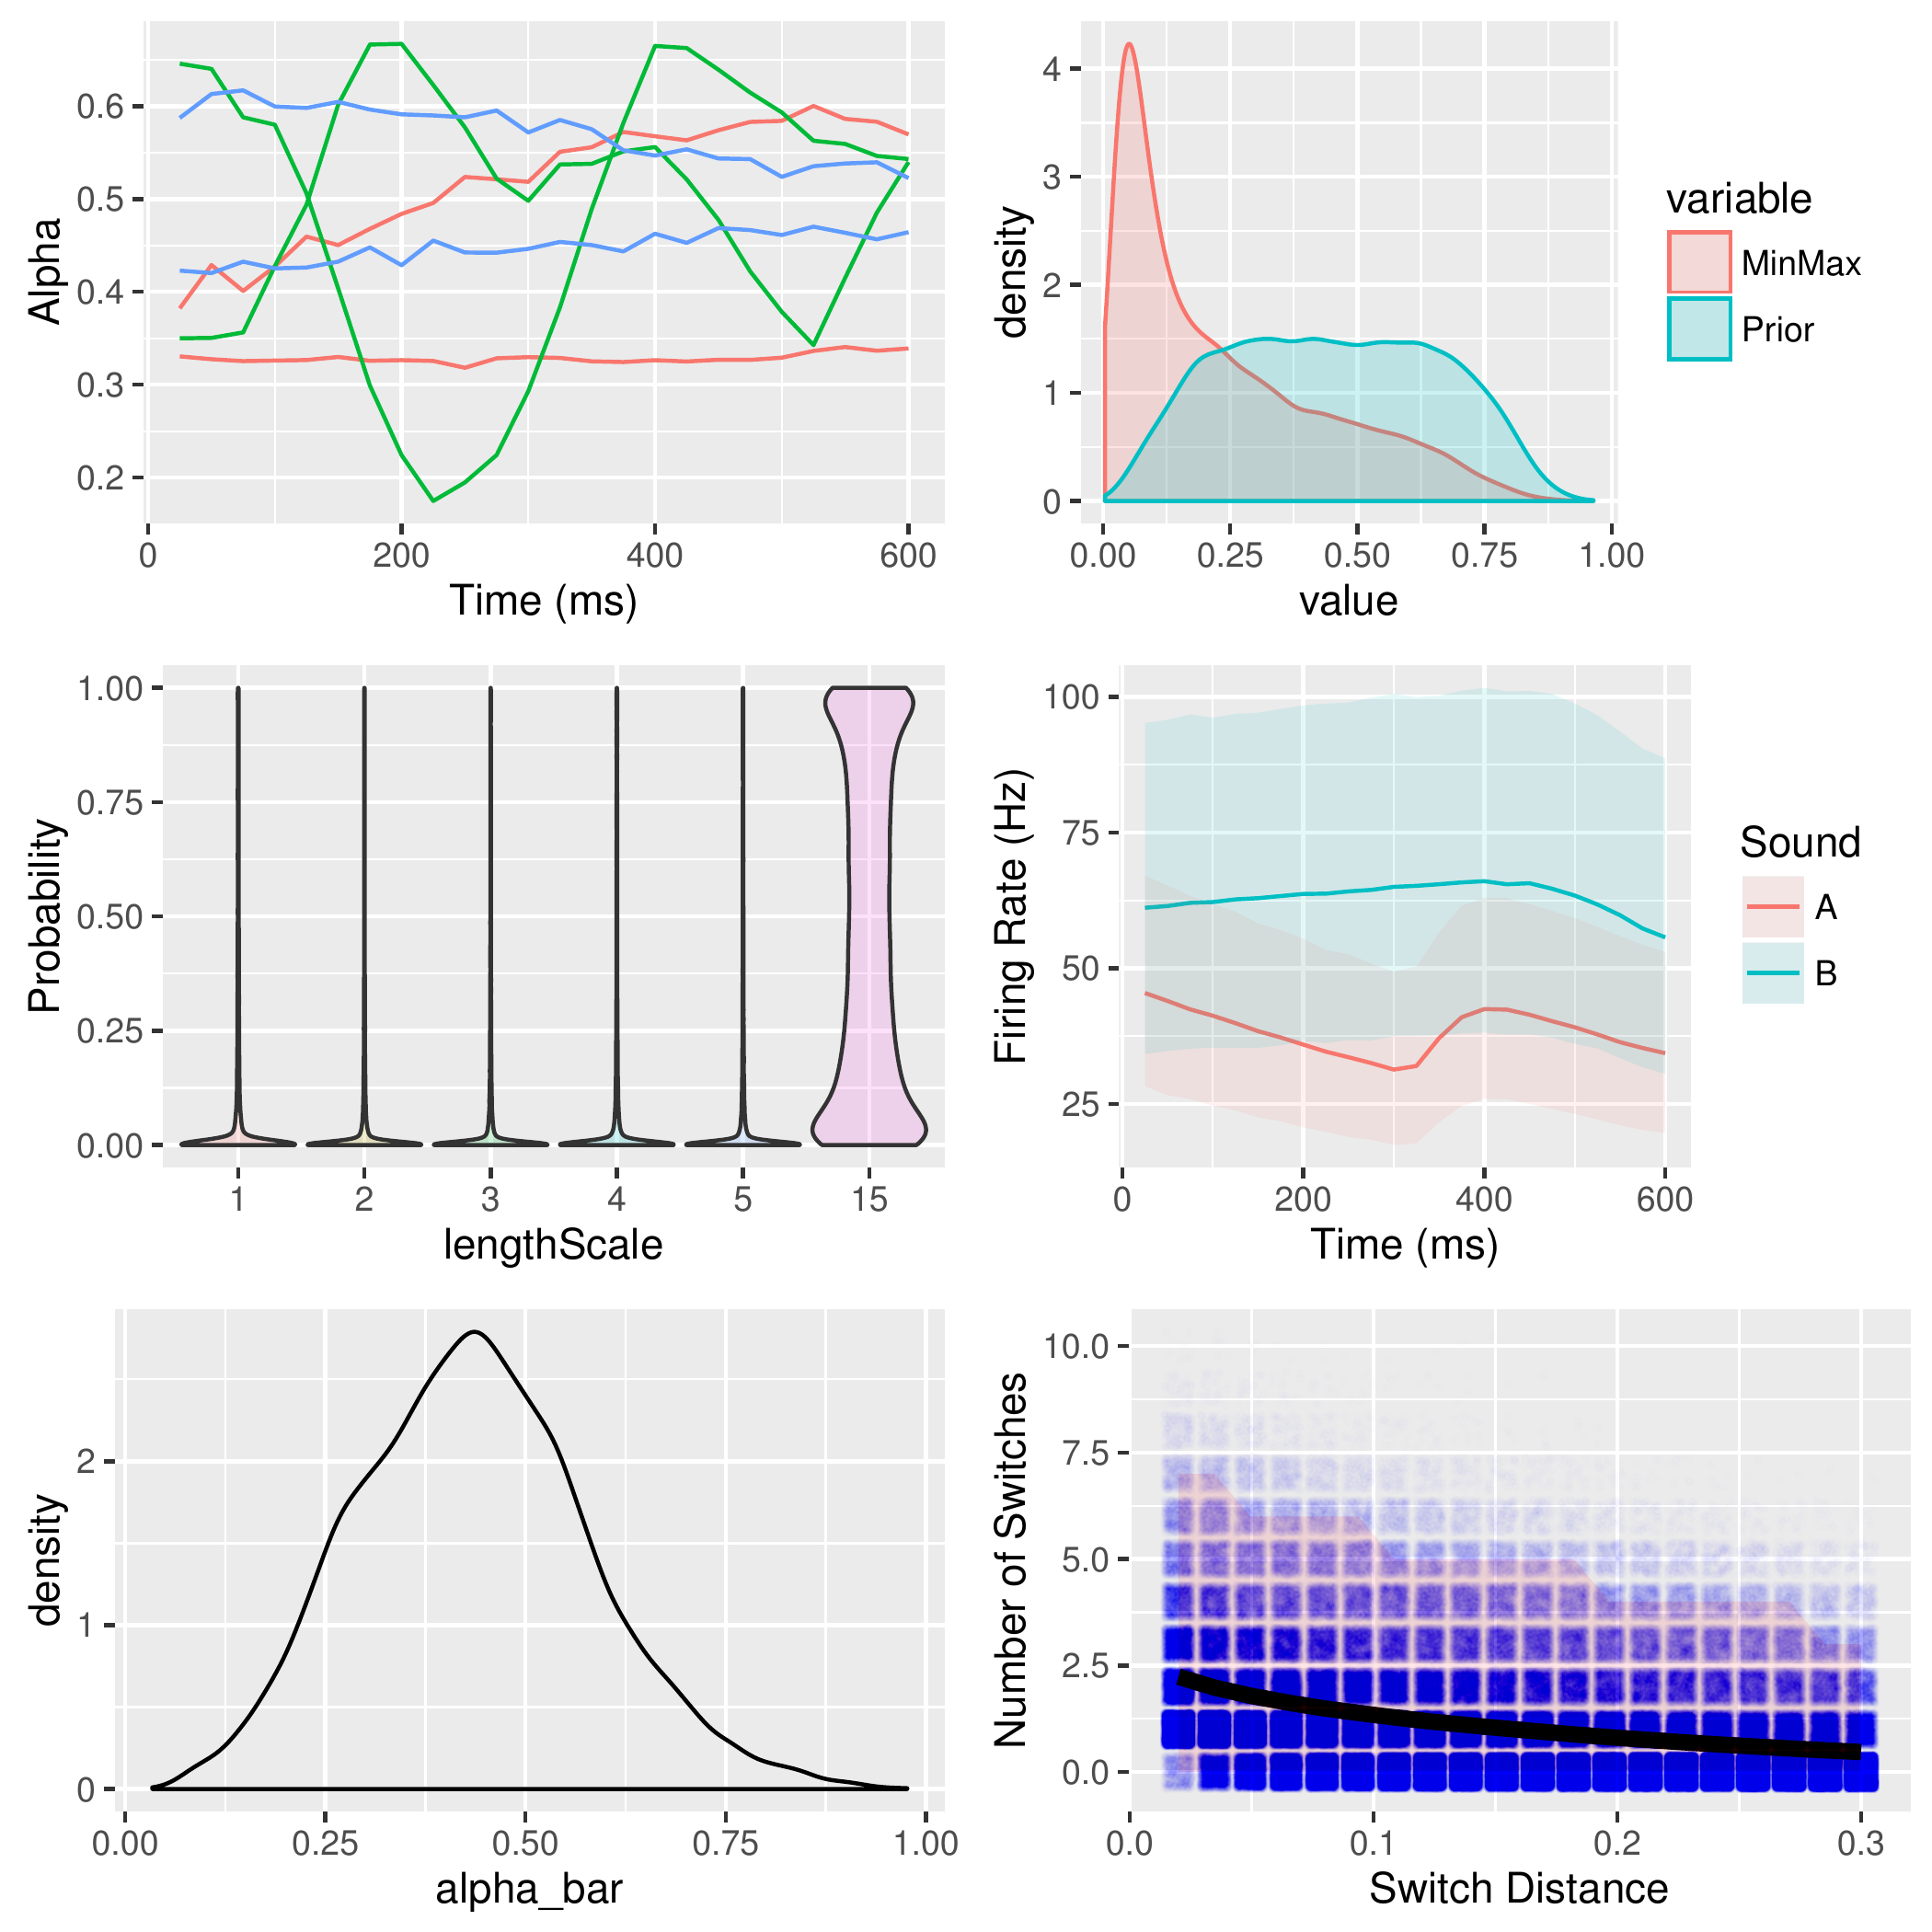 Alpha
0.6
0.5
0.4
0.3
0.2
0 200 400 600
Time (ms)
density
4
3
2
1
0
0.00 0.25 0.50 0.75 1.00
value
variable
MinMax
Prior
Probability
1.00
0.75
0.50
0.25
0.00
1 2 3 4 5 15
lengthScale
Firing Rate (Hz)
100
75
50
25
0 200 400 600
Time (ms)
Sound
A
B
density
2
1
0
0.00 0.25 0.50 0.75 1.00
alpha_bar
Number of Switches
10.0
7.5
5.0
2.5
0.0
0.0 0.1 0.2 0.3
Switch Distance